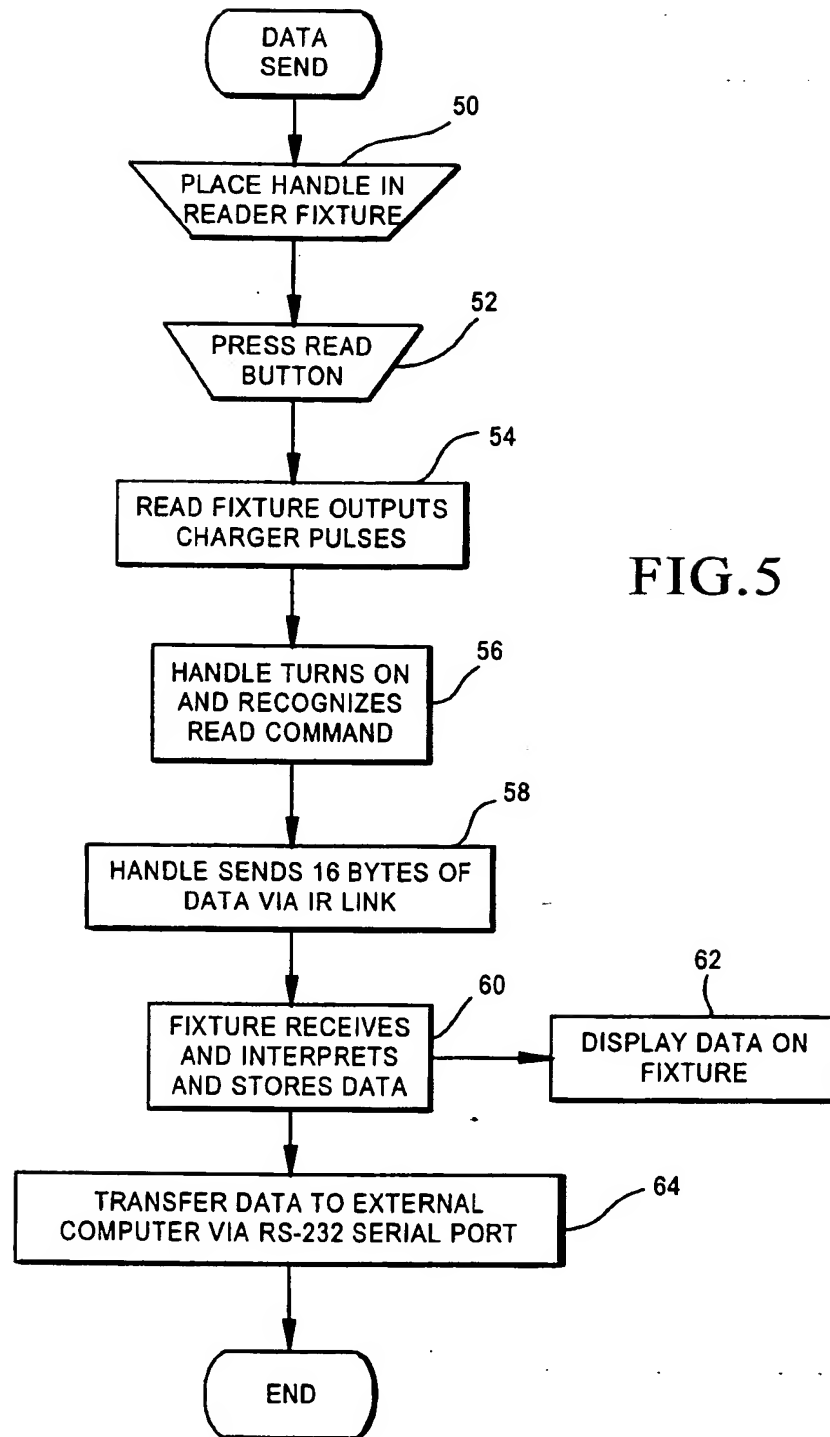 DATA
SEND
50
PLACE HANDLE IN
READER FIXTURE
52
PRESS READ
BUTTON
54
READ FIXTURE OUTPUTS
CHARGER PULSES
FIG.5
56
HANDLE TURNS ON
AND RECOGNIZES
READ COMMAND
58
HANDLE SENDS 16 BYTES OF
DATA VIA IR LINK
60
FIXTURE RECEIVES
AND INTERPRETS
AND STORES DATA
62
DISPLAY DATA ON
FIXTURE
64
TRANSFER DATA TO EXTERNAL
COMPUTER VIA RS-232 SERIAL PORT
END